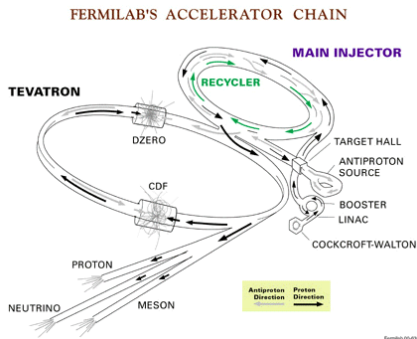 FERMILAB'S ACCELERATOR CHAIN
MAIN INJECTOR
RECYCLER
TEVATRON
DZERO
TARGET HALL
ANTIPROTON
SOURCE
CDF
BOOSTER
LINAC
COCKCROFT-WALTON
PROTON
Antiproton Proton
Direction Direction
NEUTRINO
MESON